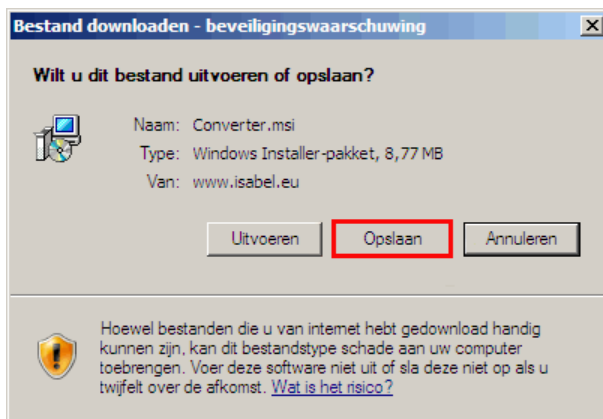 Bestand downloaden - beveiligingswaarschuwing
Wilt u dit bestand uitvoeren of opslaan?
Naam: Converter.msi
Type: Windows Installer-pakket, 8,77 MB
Van: www.isabel.eu
Uitvoeren Opslaan Annuleren
Hoewel bestanden die u van internet hebt gedownload handig
kunnen zijn, kan dit bestandstype schade aan uw computer
toebrengen. Voer deze software niet uit of sla deze niet op als u
twijfelt over de afkomst. Wat is het risico?